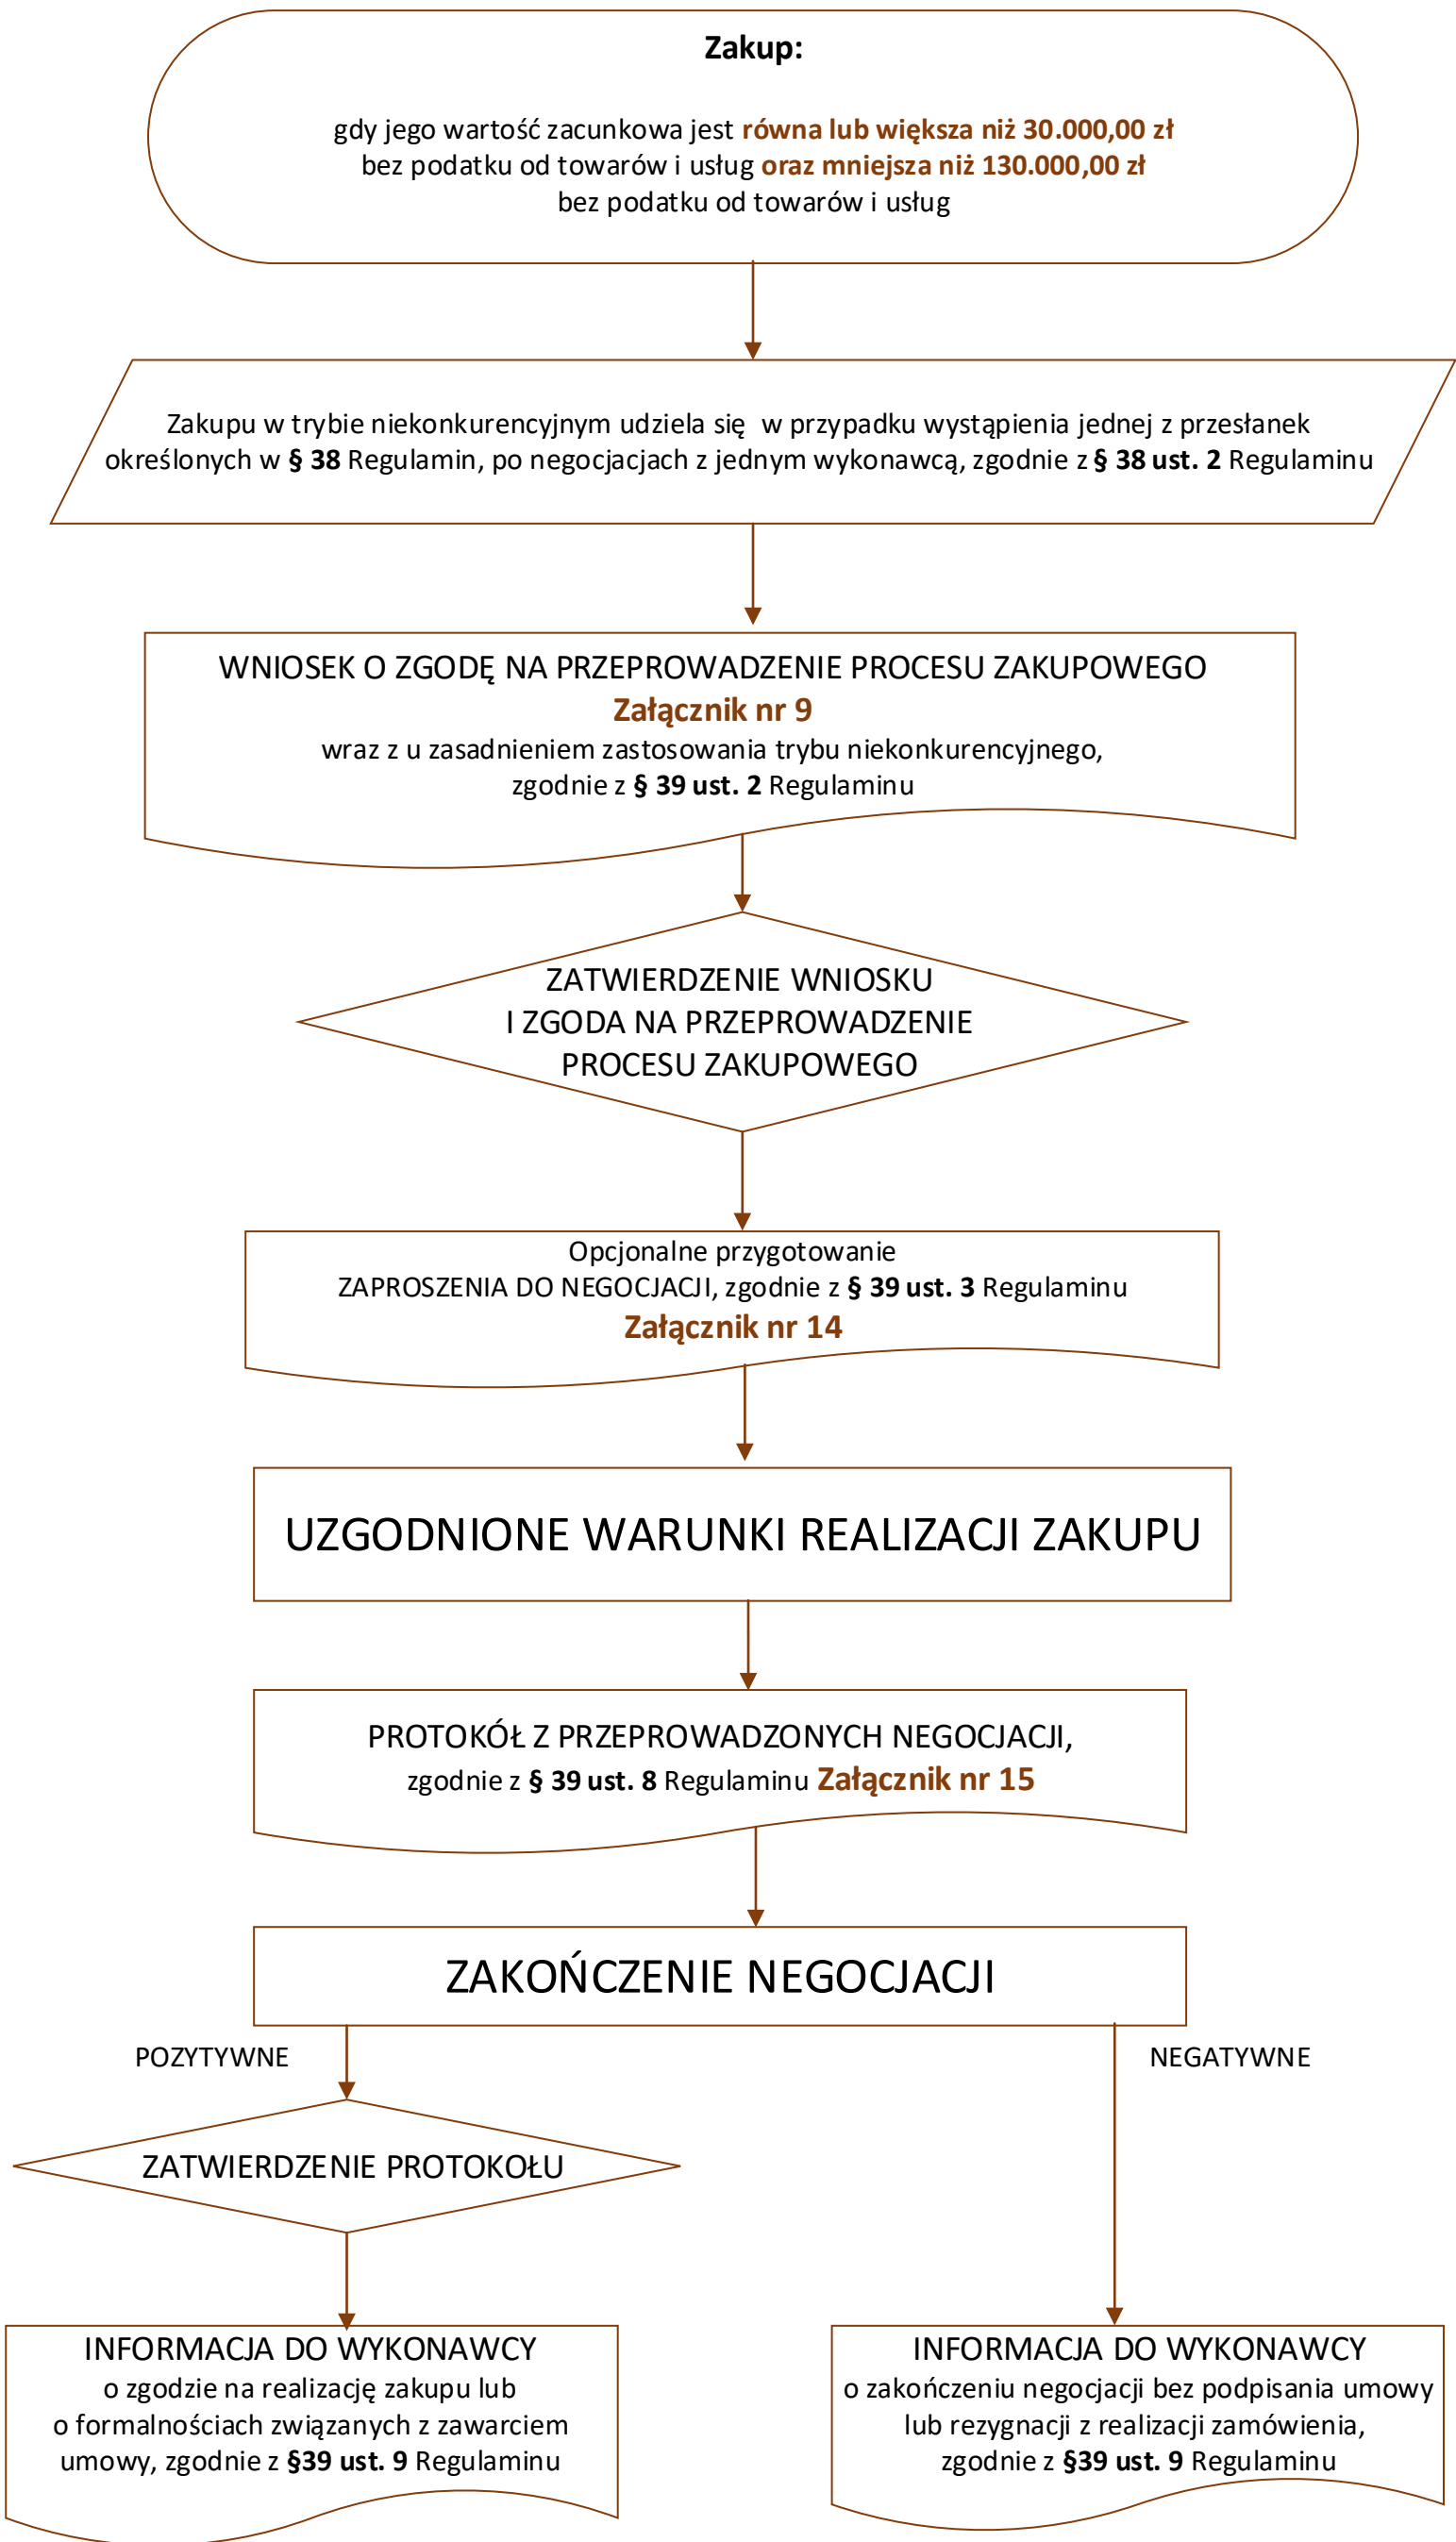 Zakup:
gdy jego wartość zacunkowa jest równa lub większa niż 30.000,00 zł
bez podatku od towarów i usług oraz mniejsza niż 130.000,00 zł
bez podatku od towarów i usług
Zakupu w trybie niekonkurencyjnym udziela się w przypadku wystąpienia jednej z przesłanek
określonych w § 38 Regulamin, po negocjacjach z jednym wykonawcą, zgodnie z § 38 ust. 2 Regulaminu
WNIOSEK O ZGODĘ NA PRZEPROWADZENIE PROCESU ZAKUPOWEGO
Załącznik nr 9
wraz z u zasadnieniem zastosowania trybu niekonkurencyjnego,
zgodnie z § 39 ust. 2 Regulaminu
ZATWIERDZENIE WNIOSKU
I ZGODA NA PRZEPROWADZENIE
PROCESU ZAKUPOWEGO
Opcjonalne przygotowanie
ZAPROSZENIA DO NEGOCJACJI, zgodnie z § 39 ust. 3 Regulaminu
Załącznik nr 14
UZGODNIONE WARUNKI REALIZACJI ZAKUPU
PROTOKÓŁ Z PRZEPROWADZONYCH NEGOCJACJI,
zgodnie z § 39 ust. 8 Regulaminu Załącznik nr 15
ZAKOŃCZENIE NEGOCJACJI
POZYTYWNE
NEGATYWNE
ZATWIERDZENIE PROTOKOŁU
INFORMACJA DO WYKONAWCY
o zgodzie na realizację zakupu lub
o formalnościach związanych z zawarciem
umowy, zgodnie z §39 ust. 9 Regulaminu
INFORMACJA DO WYKONAWCY
o zakończeniu negocjacji bez podpisania umowy
lub rezygnacji z realizacji zamówienia,
zgodnie z §39 ust. 9 Regulaminu